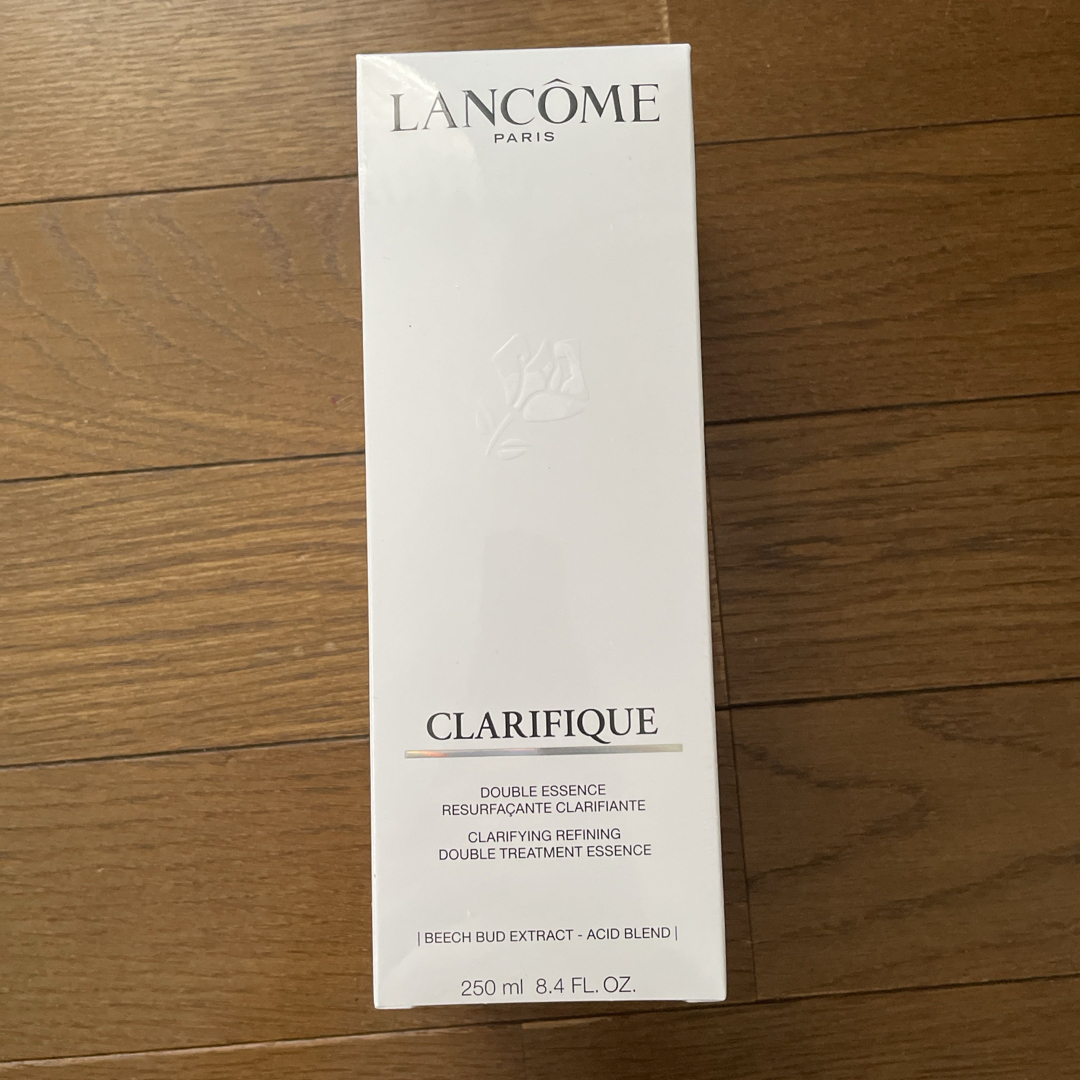 LANCÔME
PARIS
CLARIFIQUE
DOUBLE ESSENCE
RESURFAÇANTE CLARIFIANTE
CLARIFYING REFINING
DOUBLE TREATMENT ESSENCE
| BEECH BUD EXTRACT - ACID BLEND |
250 ml 8.4 FL. OZ.